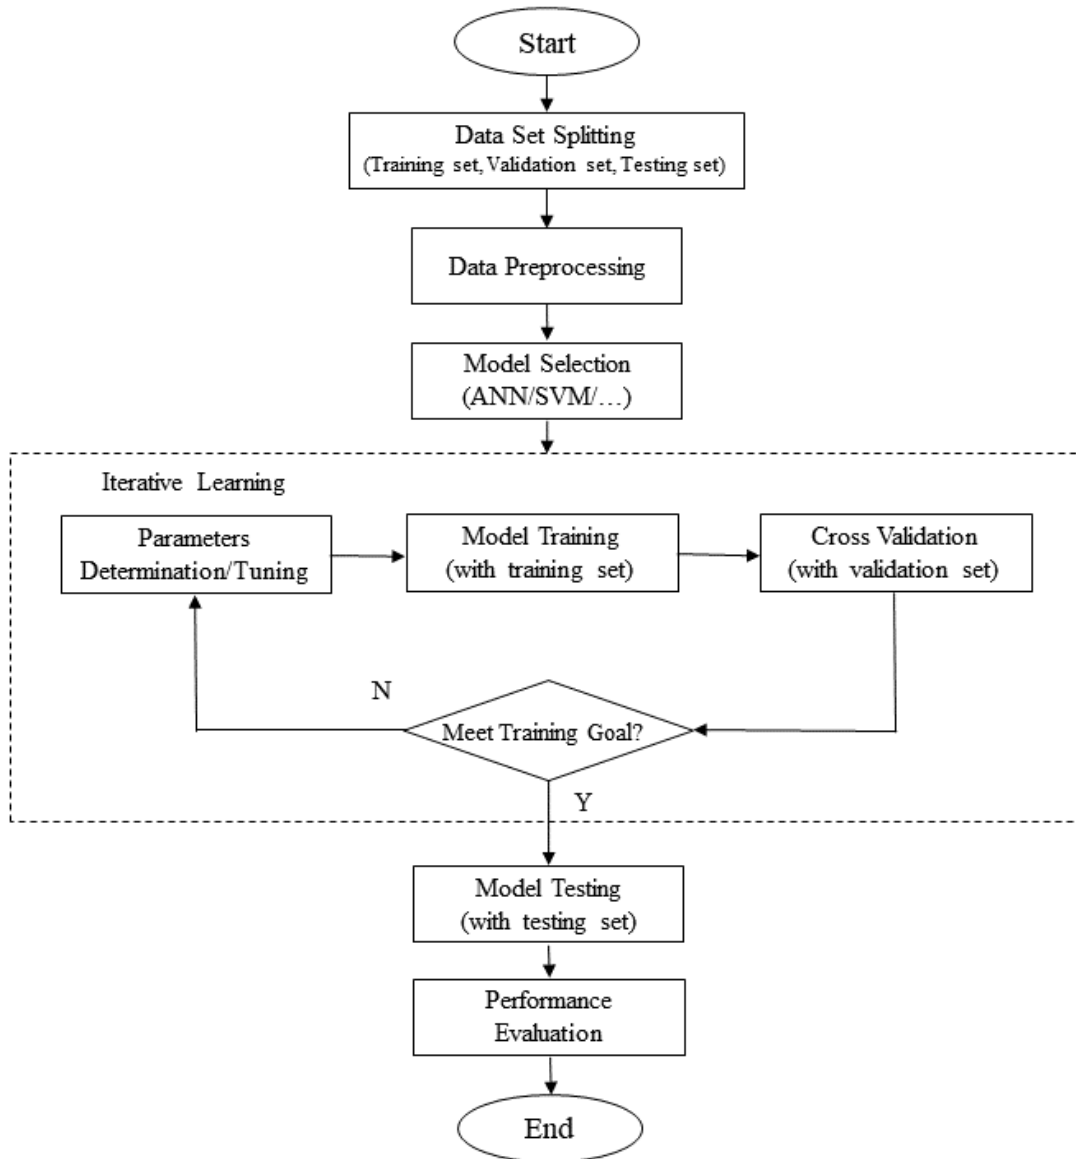 Start
Data Set Splitting
(Training set, Validation set, Testing set)
Data Preprocessing
Model Selection
(ANN/SVM/…)
Iterative Learning
Parameters
Determination/Tuning
Model Training
(with training set)
Cross Validation
(with validation set)
N
Meet Training Goal?
Y
Model Testing
(with testing set)
Performance
Evaluation
End